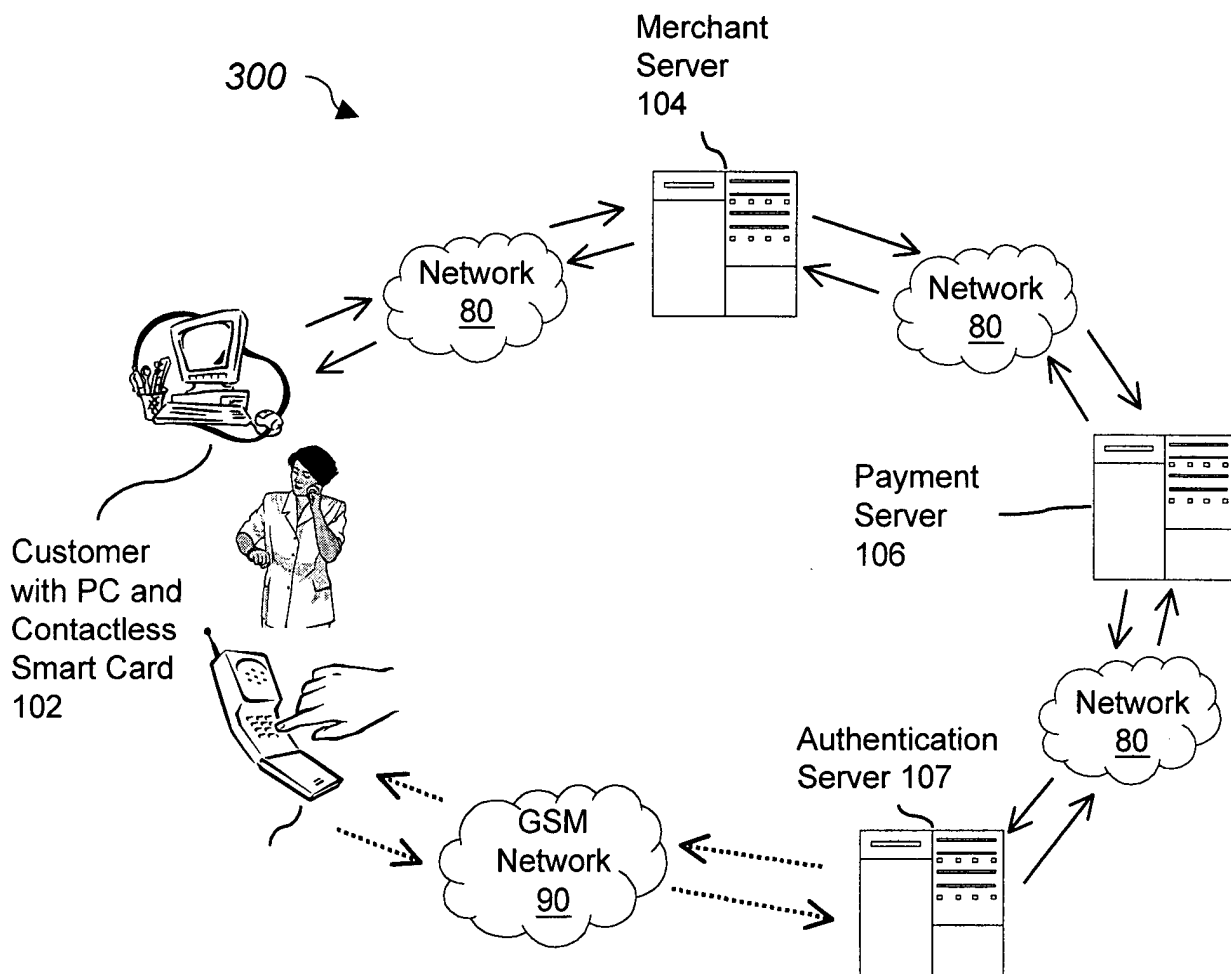 Merchant
Server
104
300
Network
80
Network
80
Payment
Server
106
Customer
with PC and
Contactless
Smart Card
102
Network
80
Authentication
Server 107
GSM
Network
90